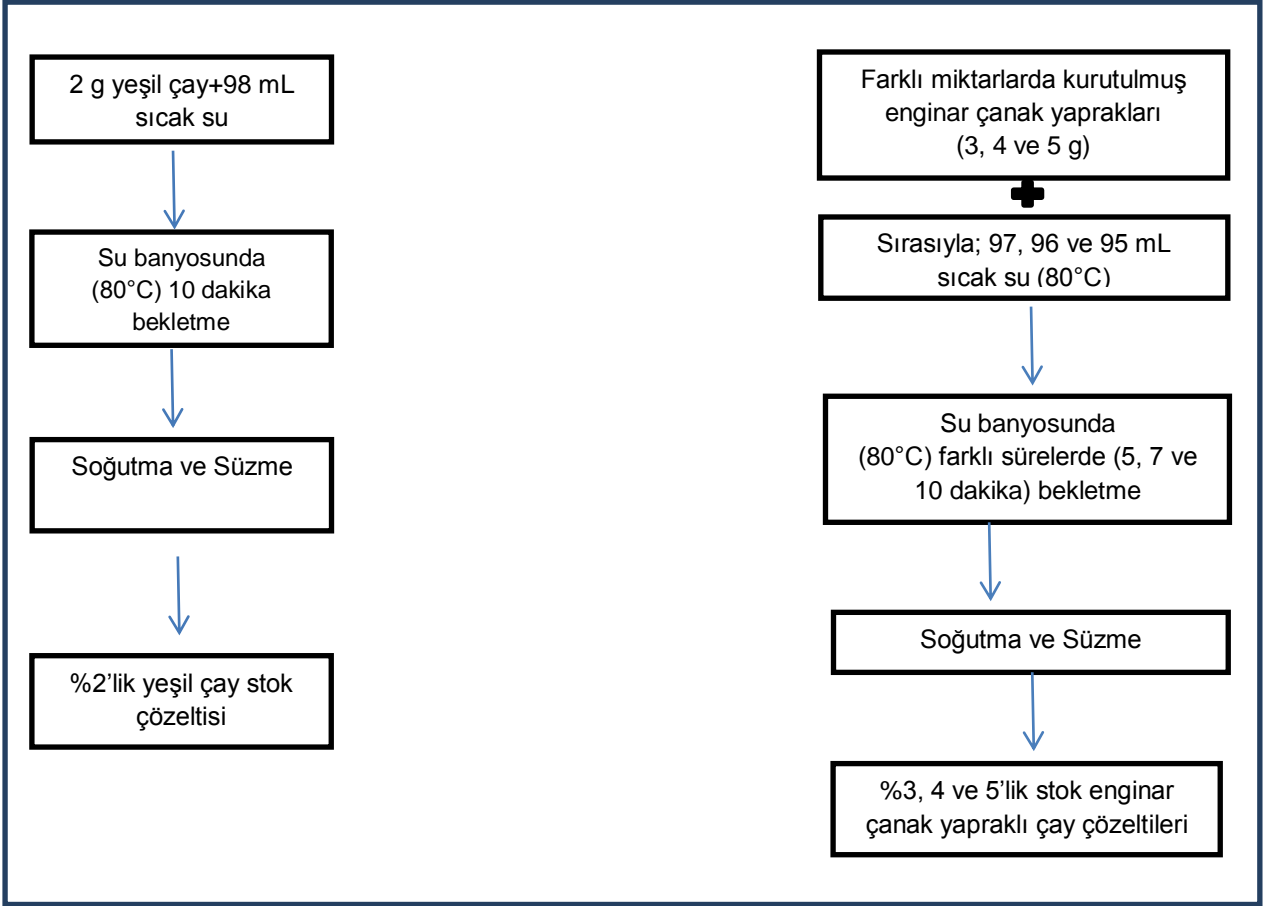 2 g yeşil çay+98 mL
sıcak su
Su banyosunda
(80°C) 10 dakika
bekletme
Soğutma ve Süzme
%2'lik yeşil çay stok
çözeltisi
Farklı miktarlarda kurutulmuş
enginar çanak yaprakları
(3, 4 ve 5 g)
Sırasıyla; 97, 96 ve 95 mL
sıcak su (80°C)
Su banyosunda
(80°C) farklı sürelerde (5, 7 ve
10 dakika) bekletme
Soğutma ve Süzme
%3, 4 ve 5'lik stok enginar
çanak yapraklı çay çözeltileri